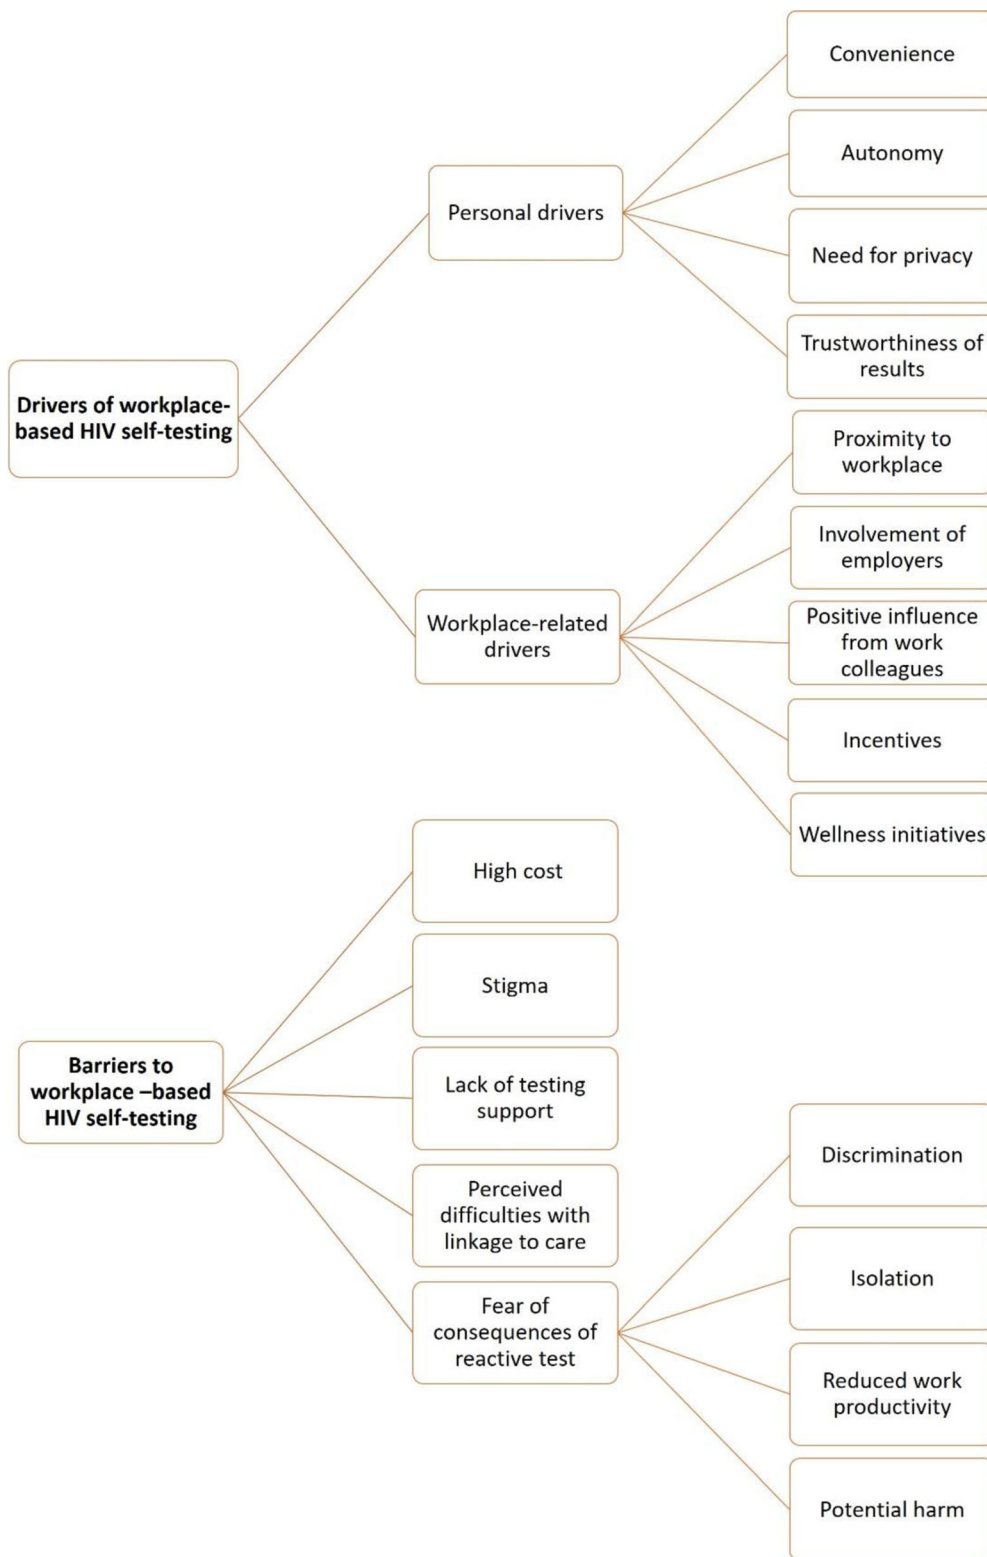 Drivers of workplace-
based HIV self-testing
Personal drivers
Convenience
Autonomy
Need for privacy
Trustworthiness of
results
Workplace-related
drivers
Proximity to
workplace
Involvement of
employers
Positive influence
from work
colleagues
Incentives
Wellness initiatives
Barriers to
workplace –based
HIV self-testing
High cost
Stigma
Lack of testing
support
Perceived
difficulties with
linkage to care
Fear of
consequences of
reactive test
Discrimination
Isolation
Reduced work
productivity
Potential harm